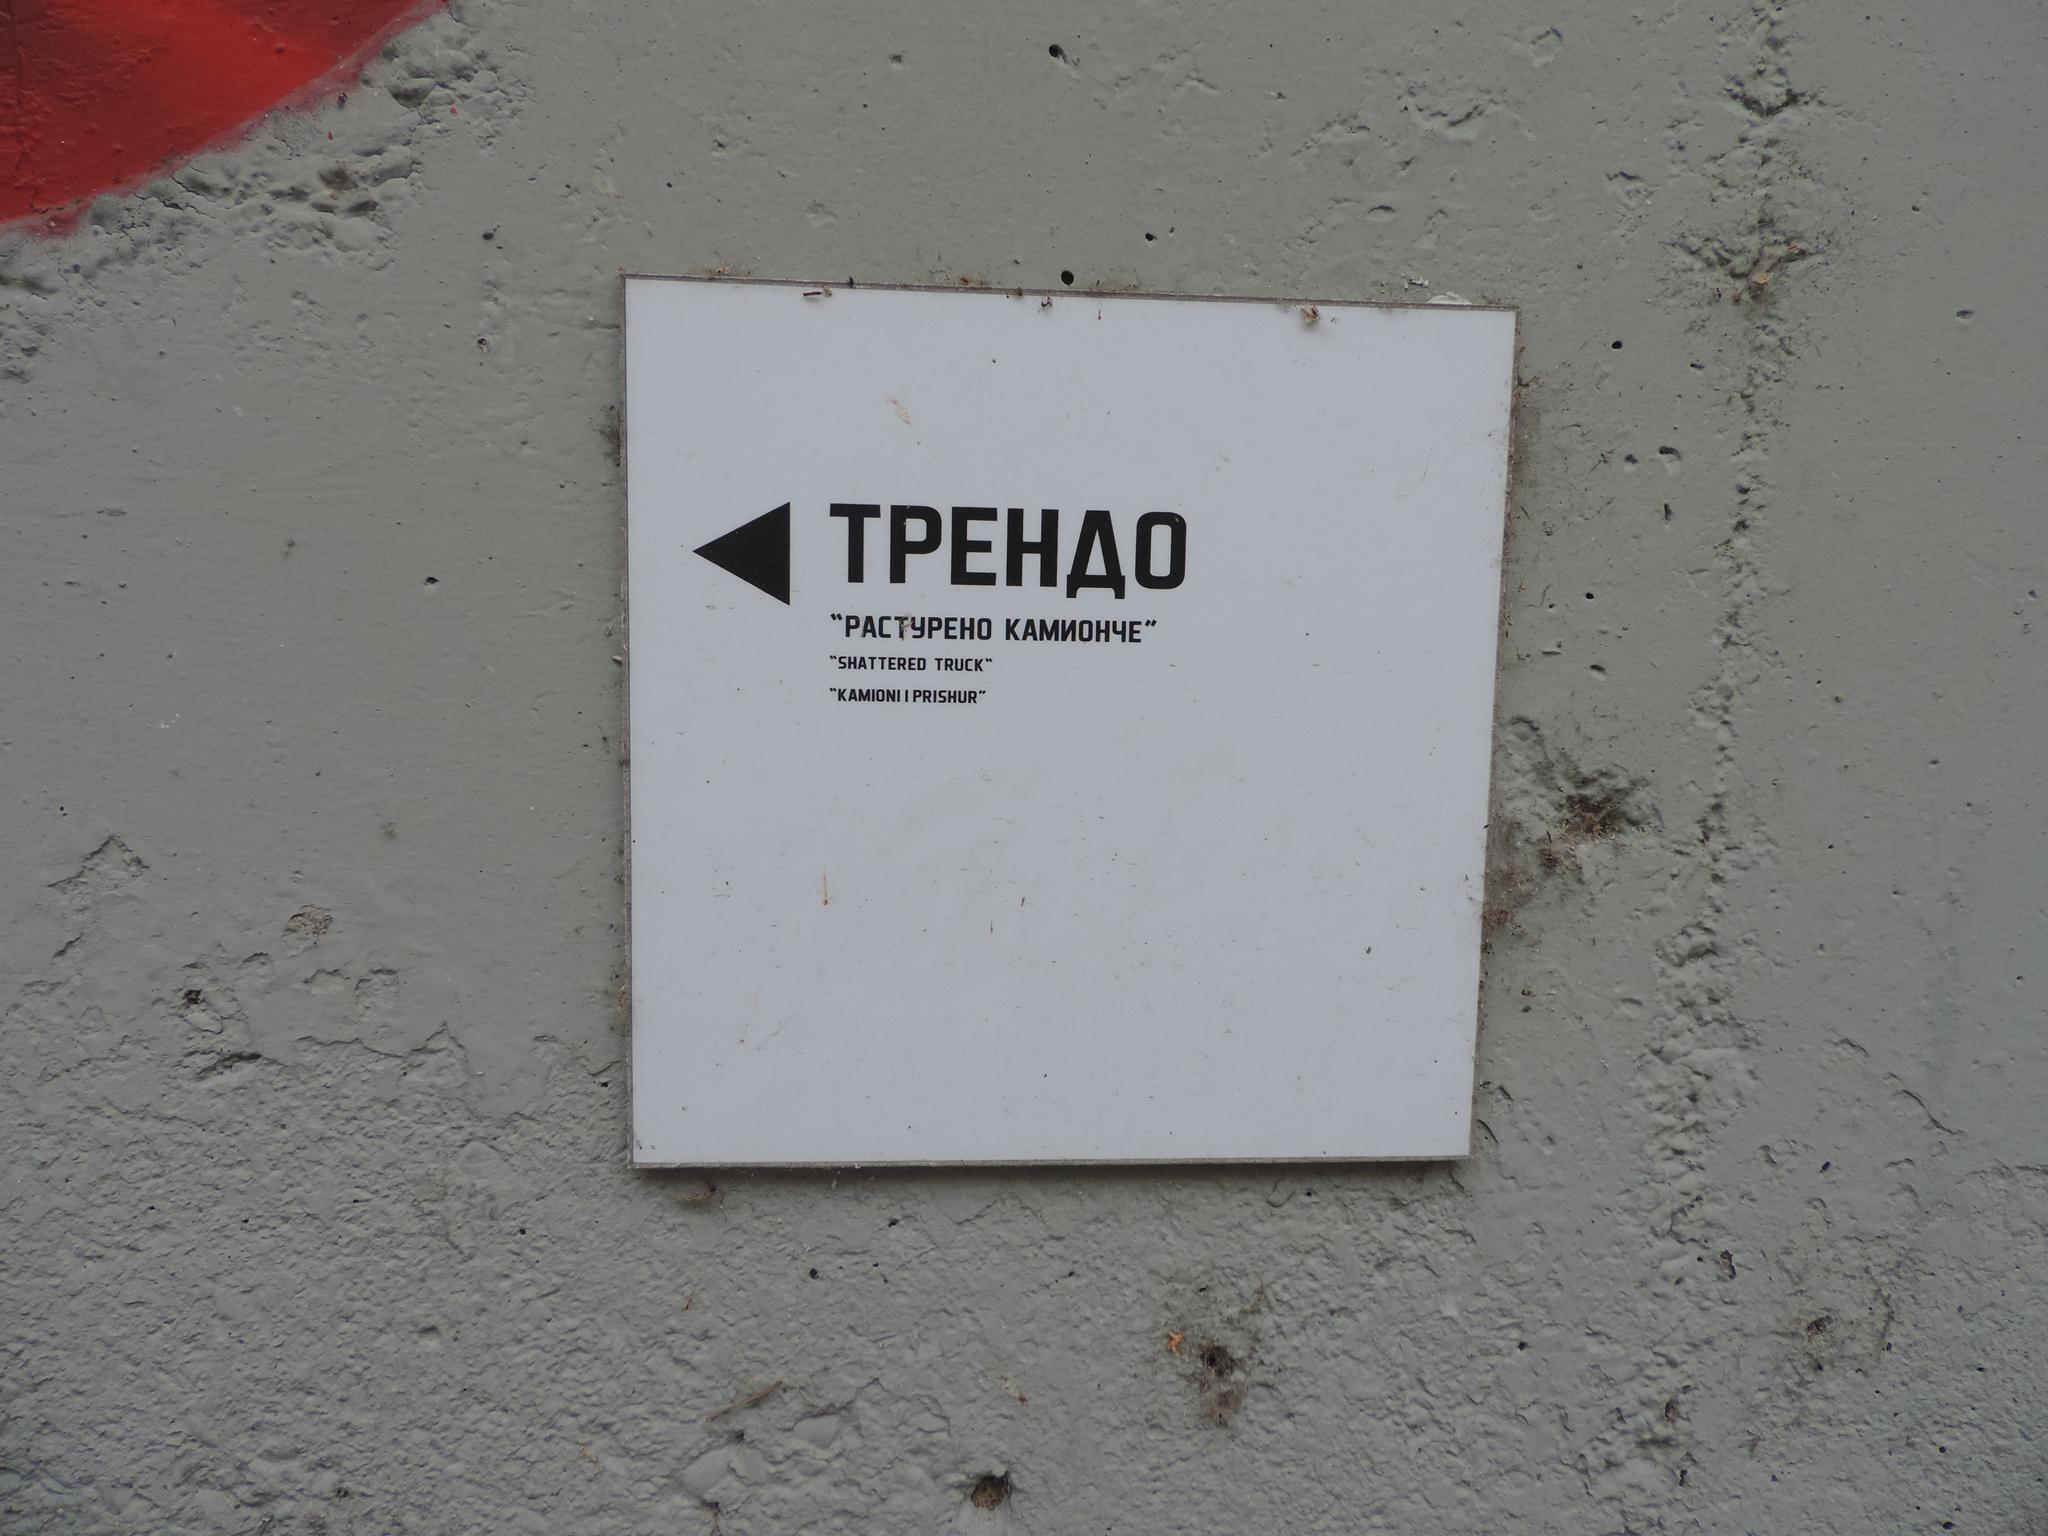 ТРЕНДО
"РАСТУРЕНО КАМИОНЧЕ"
"SHATTERED TRUCK"
"KAMIONI I PRISHUR"